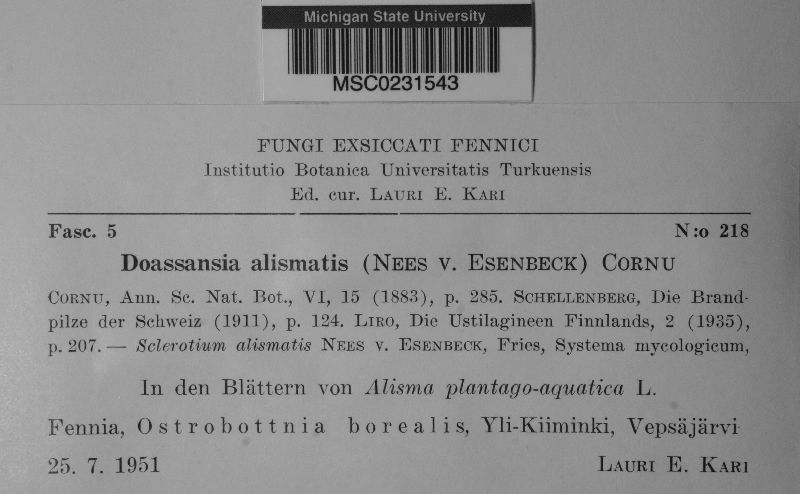 Michigan State University
MSC0231543
FUNGI EXSICCATI FENNICI
Institutio Botanica Universitatis Turkuensis
Ed. cur. LAURI E. KARI
Fasc. 5 N:o 218
Doassansia alismatis (NEES V. ESENBECK) CORNU
CORNU, Ann. Sc. Nat. Bot., VI, 15 (1883), p. 285. SCHELLENBERG, Die Brand-
pilze der Schweiz (1911), p. 124. LIRO, Die Ustilagineen Finnlands, 2 (1935),
p. 207. — Sclerotium alismatis NEES V. ESENBECK, Fries, Systema mycologicum,
In den Blättern von Alisma plantago-aquatica L.
Fennia, Ostrobottnia borealis, Yli-Kiiminki, Vepsäjärvi
25. 7. 1951 LAURI E. KARI